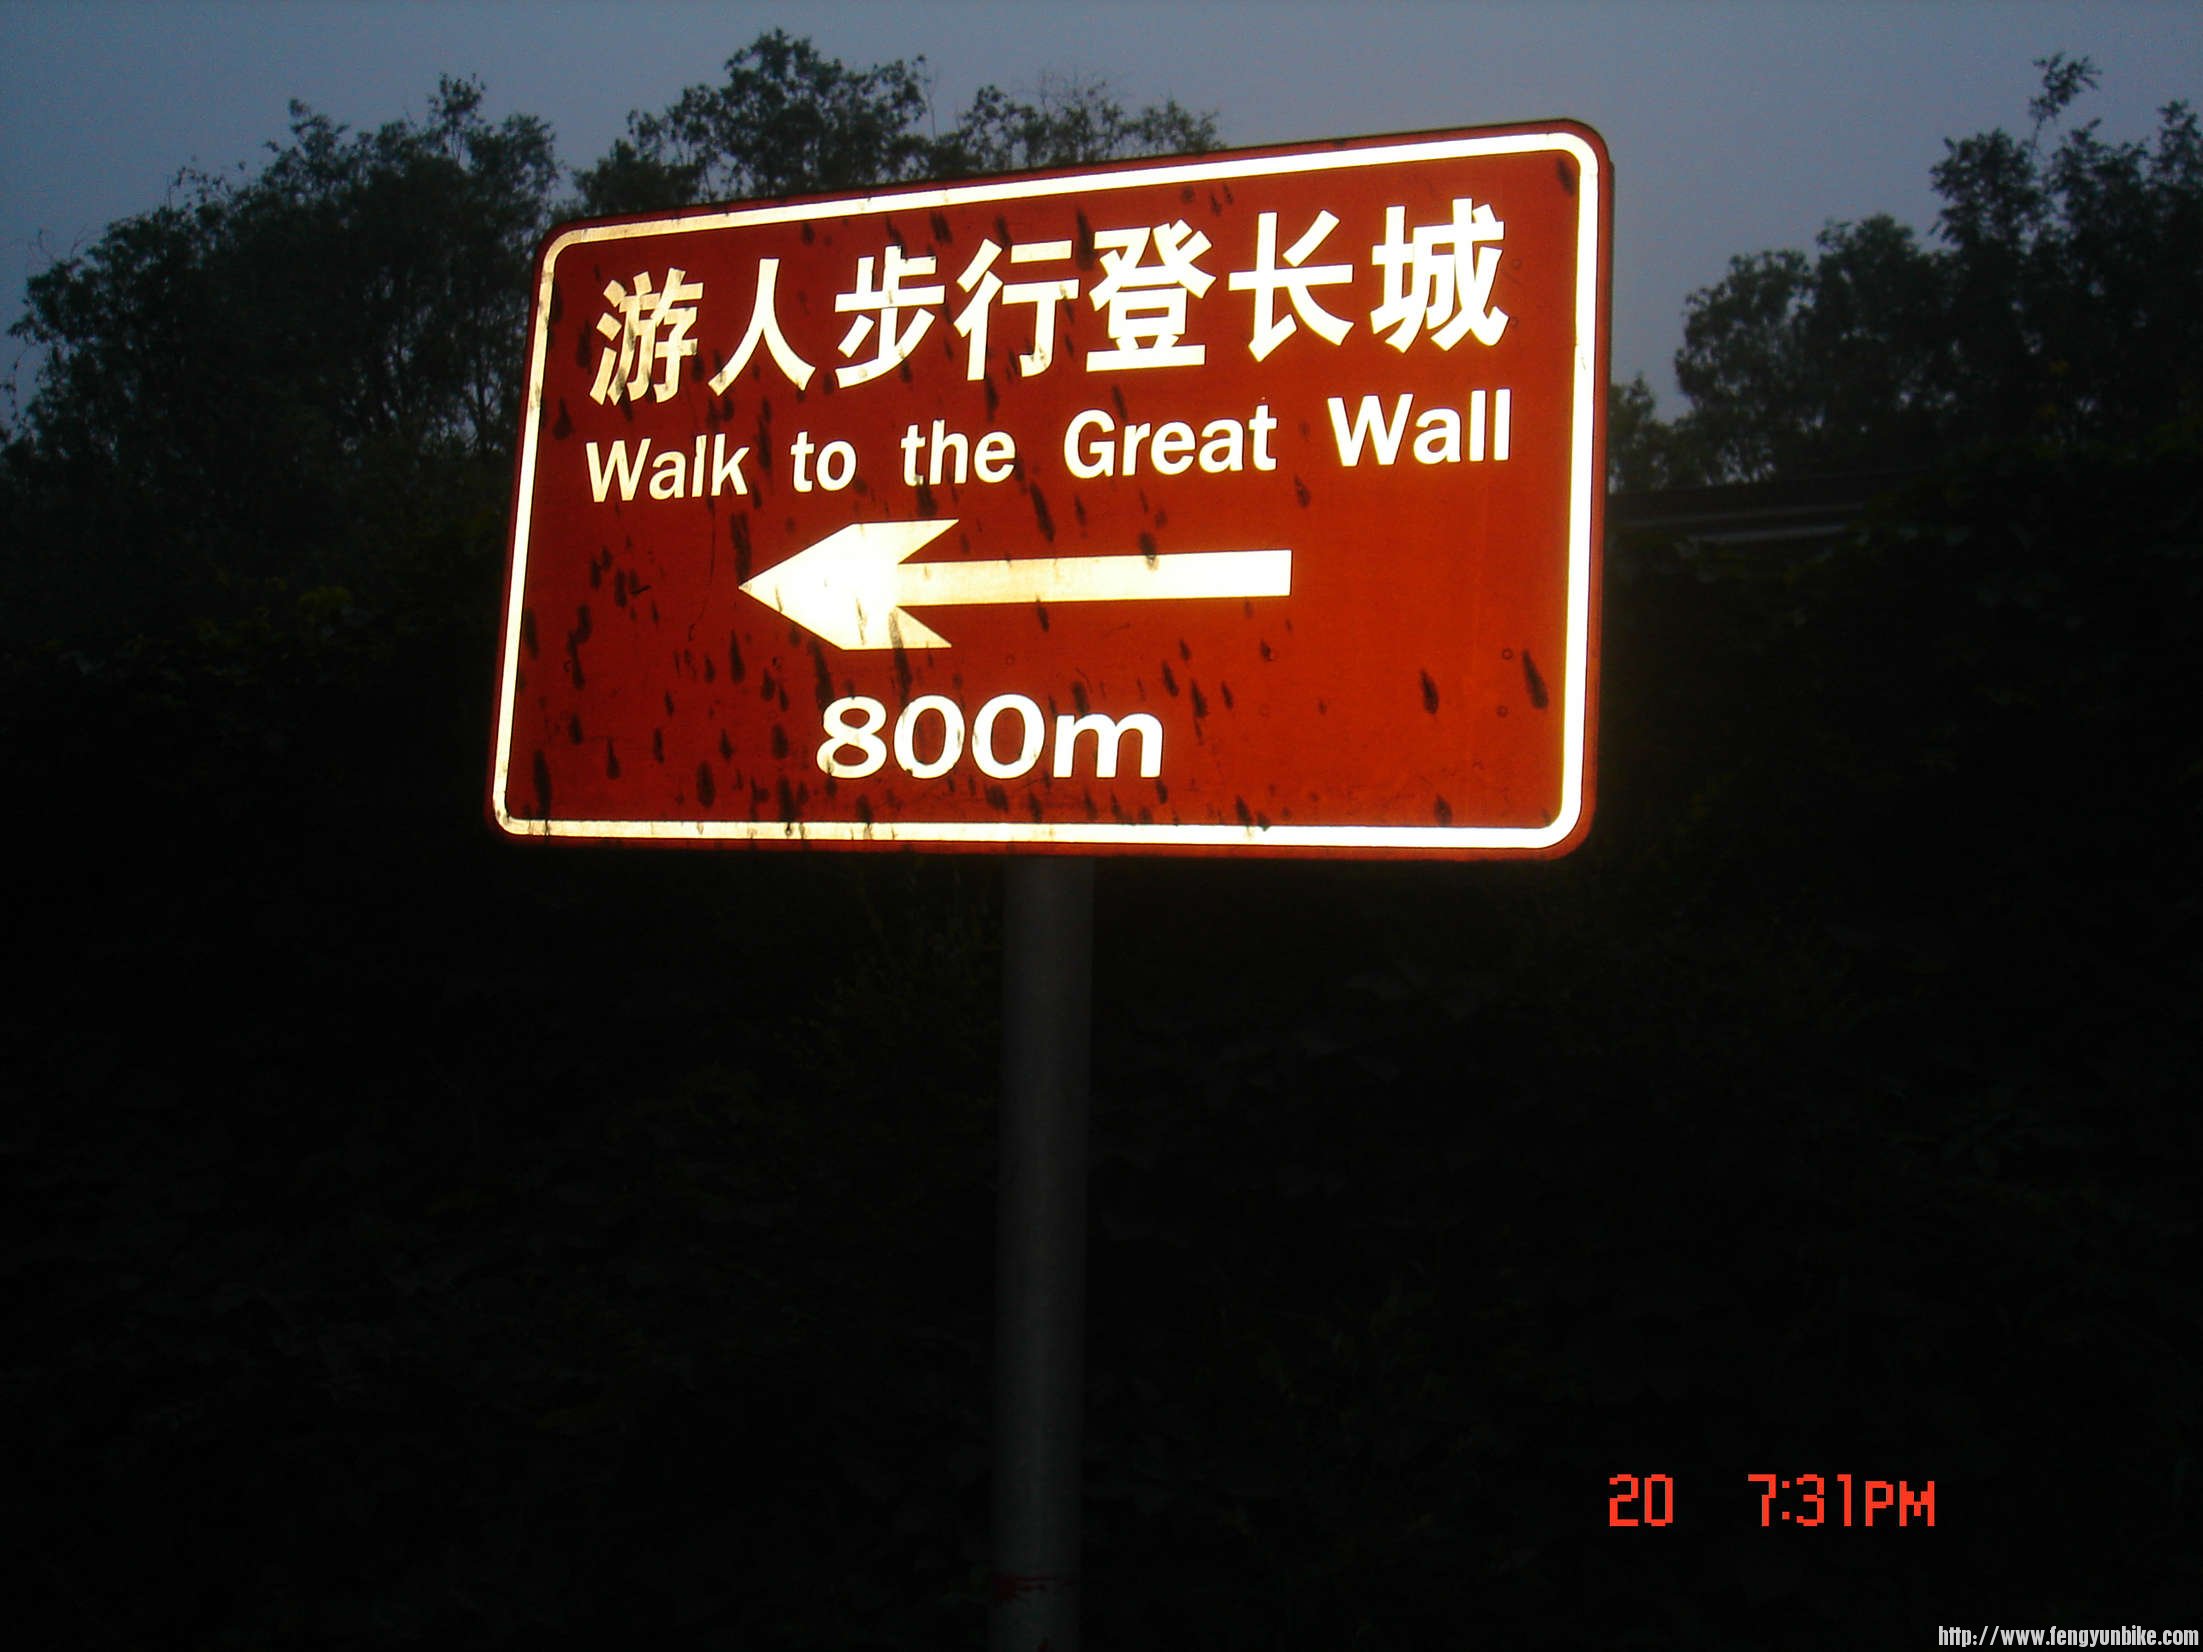 游人步行登长城
Walk to the Great Wall
800m
20 7:31PM
http://www.fengyunbike.com